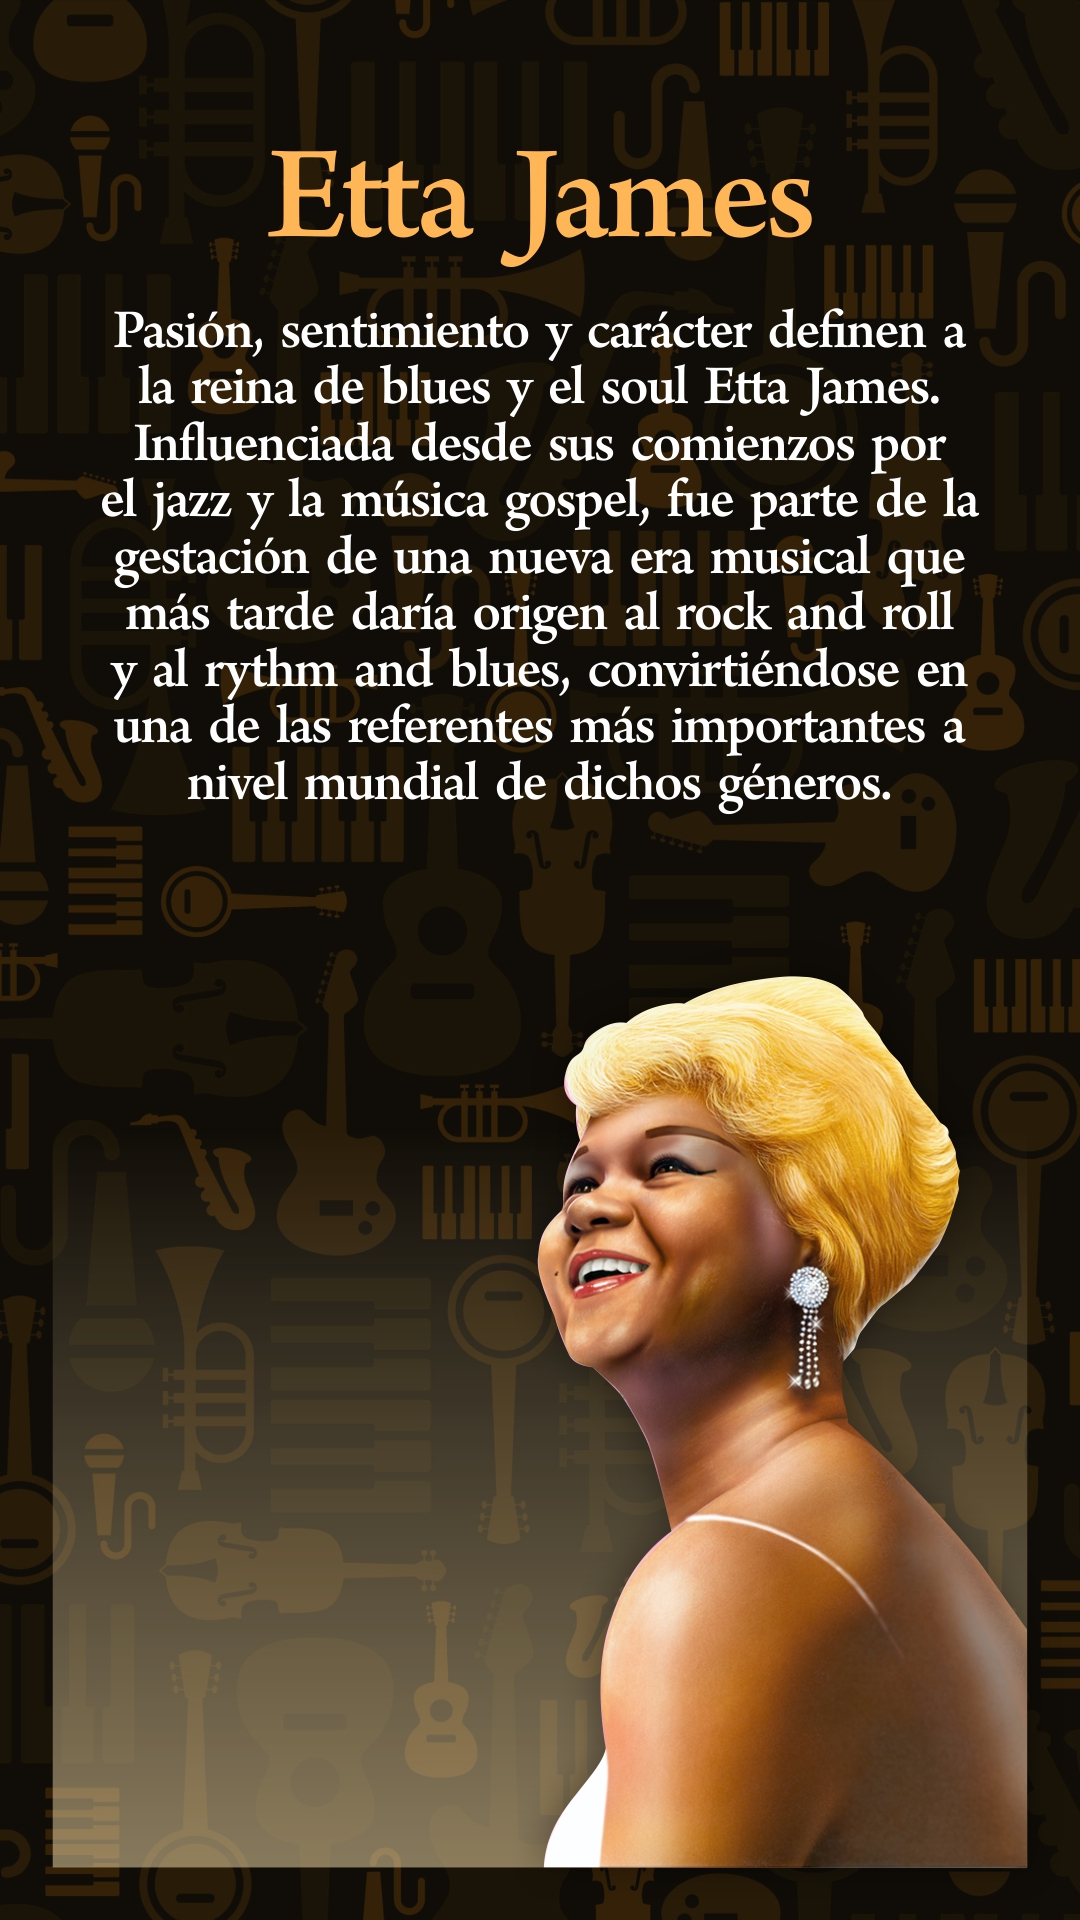 Etta James
Pasión, sentimiento y carácter definen a
la reina de blues y el soul Etta James.
Influenciada desde sus comienzos por
el jazz y la música gospel, fue parte de la
gestación de una nueva era musical que
más tarde daría origen al rock and roll
y al rythm and blues, convirtiéndose en
una de las referentes más importantes a
nivel mundial de dichos géneros.